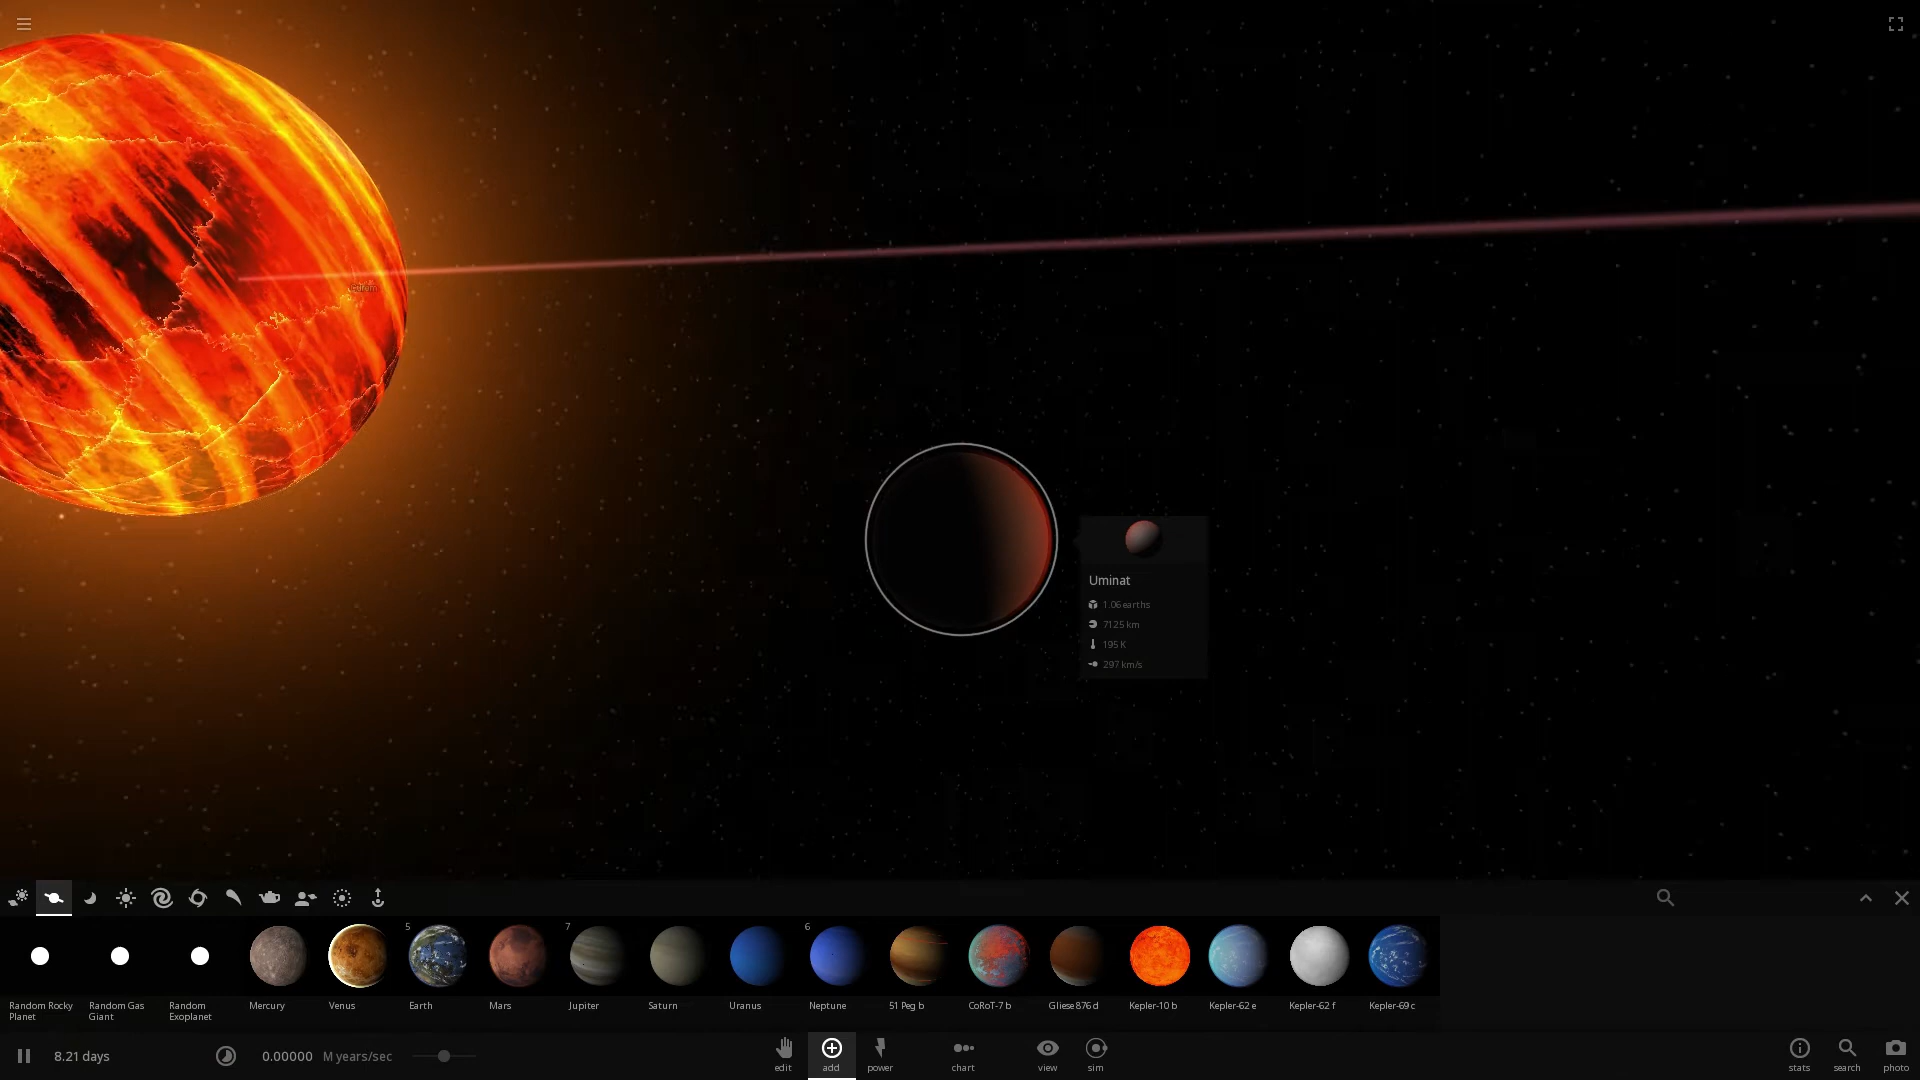 Uminat
1.06 earths
7125 km
195 K
297 km/s
5
7
6
Random Rocky Planet
Random Gas Giant
Random Exoplanet
Mercury
Venus
Earth
Mars
Jupiter
Saturn
Uranus
Neptune
51 Peg b
CoRoT-7 b
Gliese 876 d
Kepler-10 b
Kepler-62 e
Kepler-62 f
Kepler-69 c
8.21 days
0.00000 M years/sec
edit
add
power
chart
view
sim
stats
search
photo